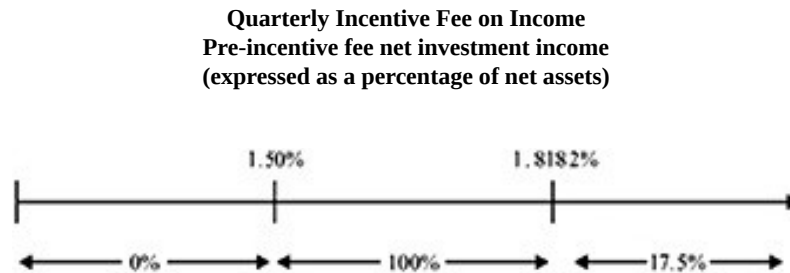 Quarterly Incentive Fee on Income
Pre-incentive fee net investment income
(expressed as a percentage of net assets)
1.50% 1.8182%
0% 100% 17.5%